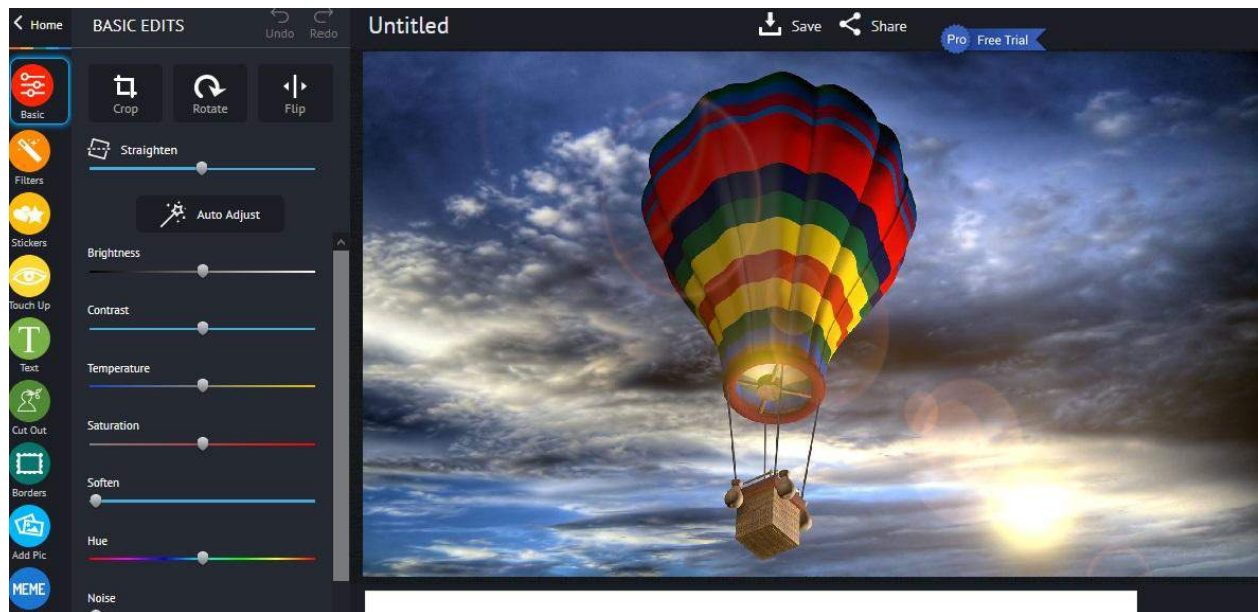 Home
BASIC EDITS
Undo
Redo
Untitled
Save
Share
Pro Free Trial
Basic
Crop
Rotate
Flip
Straighten
Filters
Auto Adjust
Stickers
Brightness
Touch Up
Contrast
T
Text
Temperature
Cut Out
Saturation
Borders
Soften
Add Pic
Hue
MEME
Noise